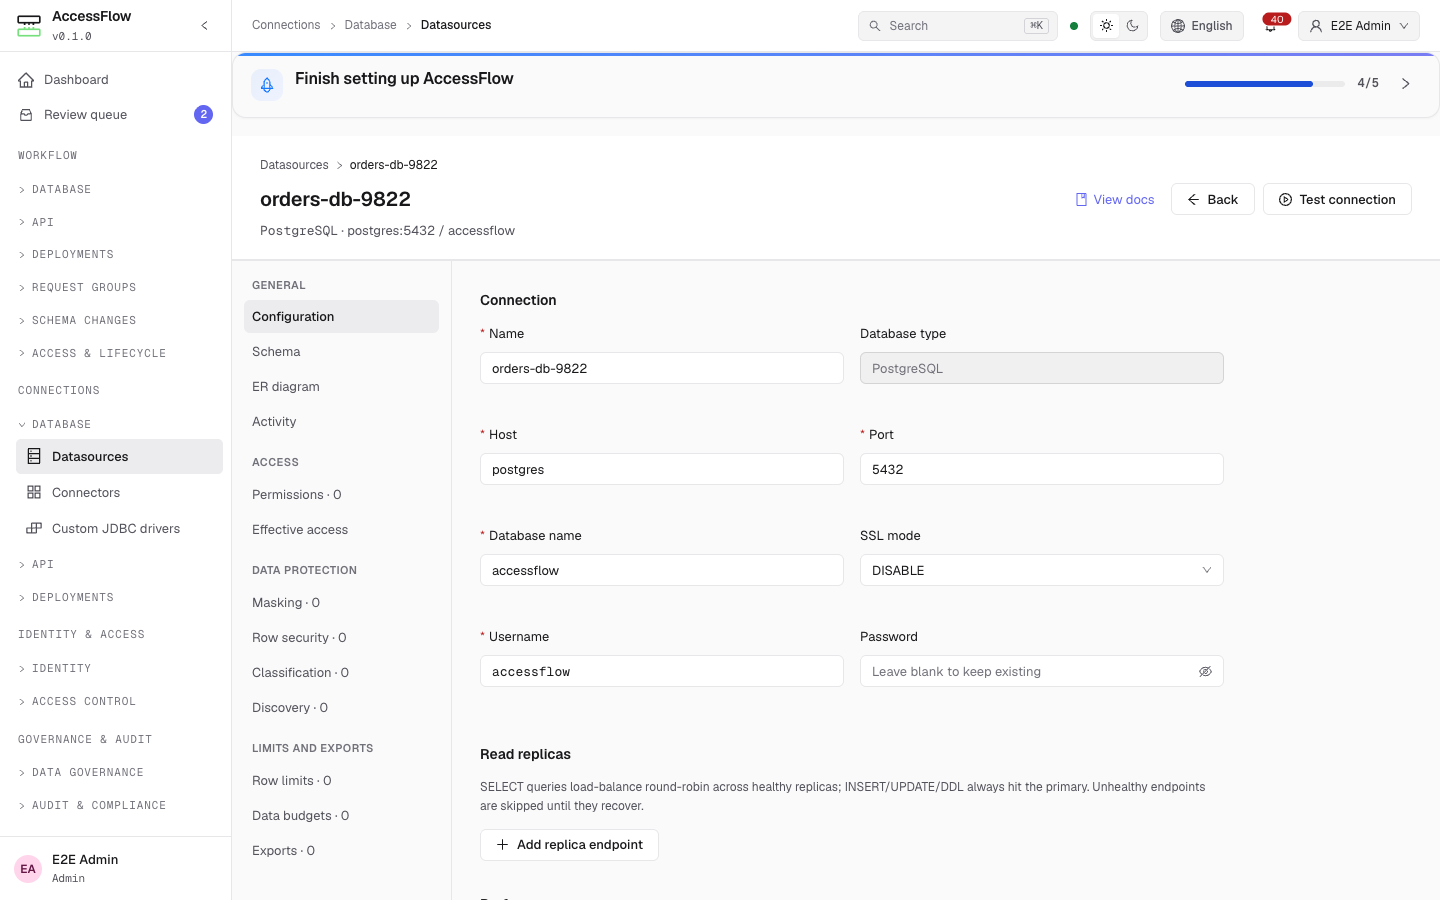 AccessFlow
v0.1.0
Dashboard
Review queue 2
WORKFLOW
DATABASE
API
DEPLOYMENTS
REQUEST GROUPS
SCHEMA CHANGES
ACCESS & LIFECYCLE
CONNECTIONS
DATABASE
Datasources
Connectors
Custom JDBC drivers
API
DEPLOYMENTS
IDENTITY & ACCESS
IDENTITY
ACCESS CONTROL
GOVERNANCE & AUDIT
DATA GOVERNANCE
AUDIT & COMPLIANCE
EA
E2E Admin
Admin
Connections > Database > Datasources
Search ⌘K
English
40
E2E Admin
Finish setting up AccessFlow
4/5
Datasources > orders-db-9822
orders-db-9822
PostgreSQL · postgres:5432 / accessflow
View docs
Back
Test connection
GENERAL
Configuration
Schema
ER diagram
Activity
ACCESS
Permissions · 0
Effective access
DATA PROTECTION
Masking · 0
Row security · 0
Classification · 0
Discovery · 0
LIMITS AND EXPORTS
Row limits · 0
Data budgets · 0
Exports · 0
Connection
* Name
orders-db-9822
Database type
PostgreSQL
* Host
postgres
* Port
5432
* Database name
accessflow
SSL mode
DISABLE
* Username
accessflow
Password
Leave blank to keep existing
Read replicas
SELECT queries load-balance round-robin across healthy replicas; INSERT/UPDATE/DDL always hit the primary. Unhealthy endpoints
are skipped until they recover.
Add replica endpoint